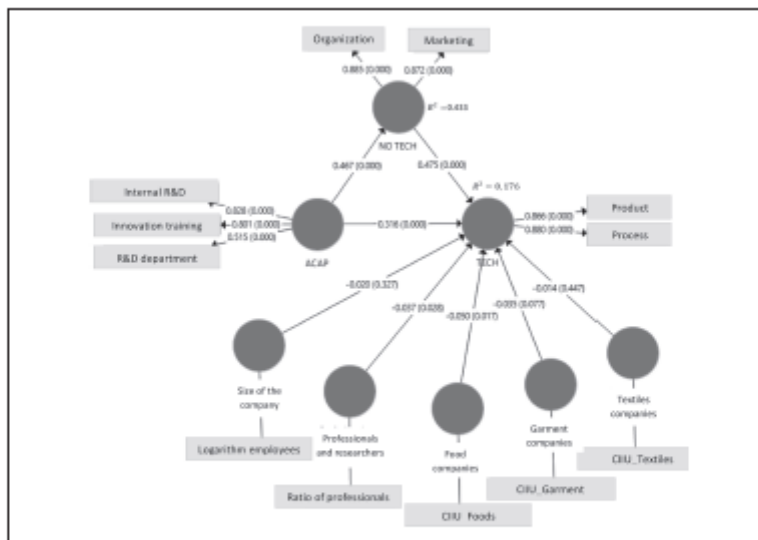 Organization
Marketing
0.885 (0.000)
0.872 (0.000)
R² =0.433
NO TECH
0.467 (0.000)
0.475 (0.000)
R² = 0.176
Internal R&D
0.828 (0.000)
Innovation training
0.801 (0.000)
0.515 (0.000)
R&D department
ACAP
0.316 (0.000)
Product
0.866 (0.000)
0.880 (0.000)
Process
TECH
-0.020 (0.327)
-0.037 (0.028)
-0.050 (0.017)
(0.077)
-0.014 (0.447)
Size of the
company
Logarithm employees
Professionals
and researchers
Ratio of professionals
Food
companies
CIIU_Foods
Garment
companies
CIIU_Garment
Textiles
companies
CIIU_Textiles